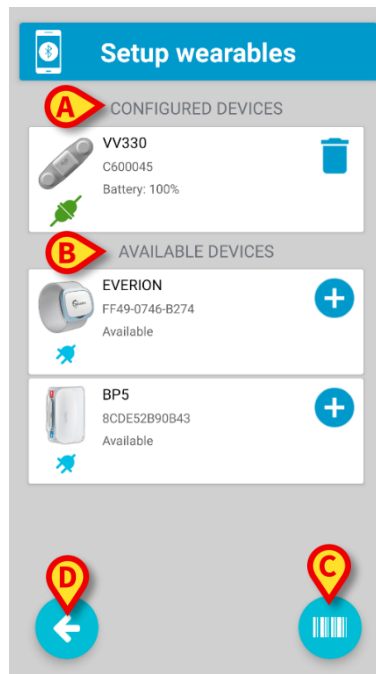 Setup wearables
A
CONFIGURED DEVICES
VV330
C600045
Battery: 100%
B
AVAILABLE DEVICES
EVERION
FF49-0746-B274
Available
BP5
8CDE52B90B43
Available
D
C